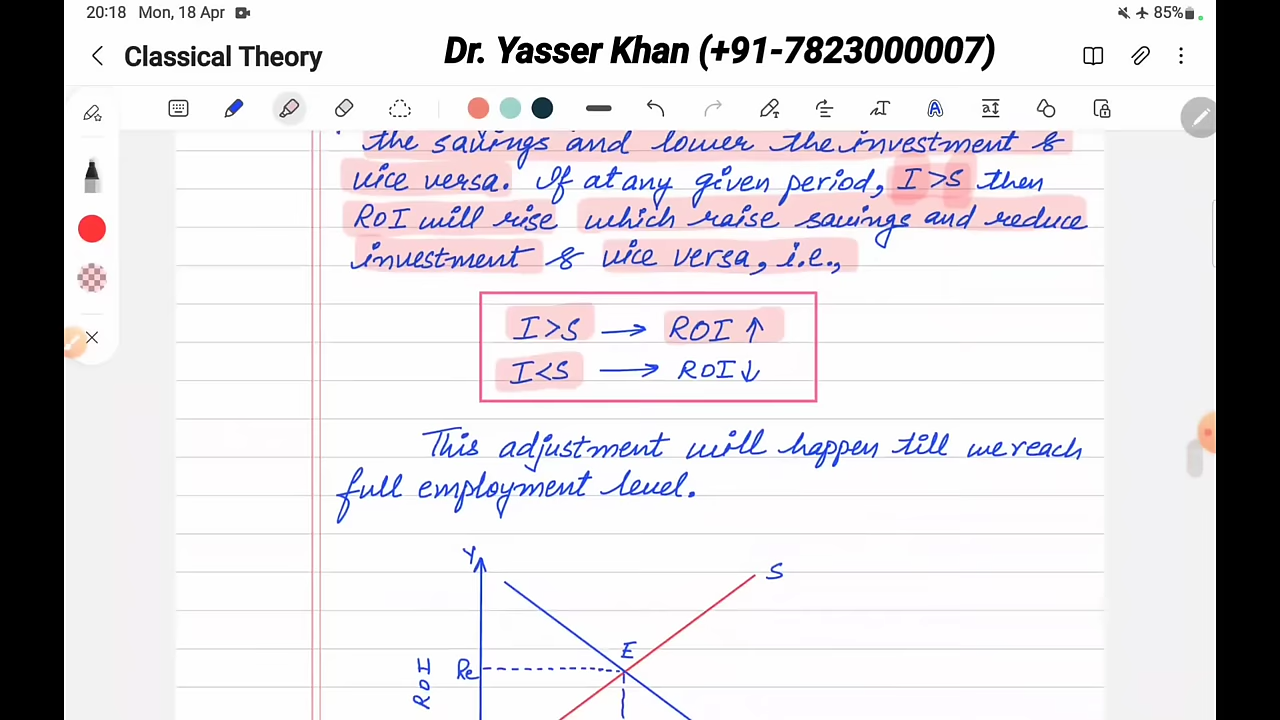 20:18 Mon, 18 Apr
85%
Classical Theory
Dr. Yasser Khan (+91-7823000007)
the savings and lower the investment &
vice versa. If at any given period, I>S then
ROI will rise which raise savings and reduce
investment & vice versa, i.e.,
I>S → ROI ↑
I<S → ROI ↓
This adjustment will happen till we reach
full employment level.
Y
S
E
Re
ROI